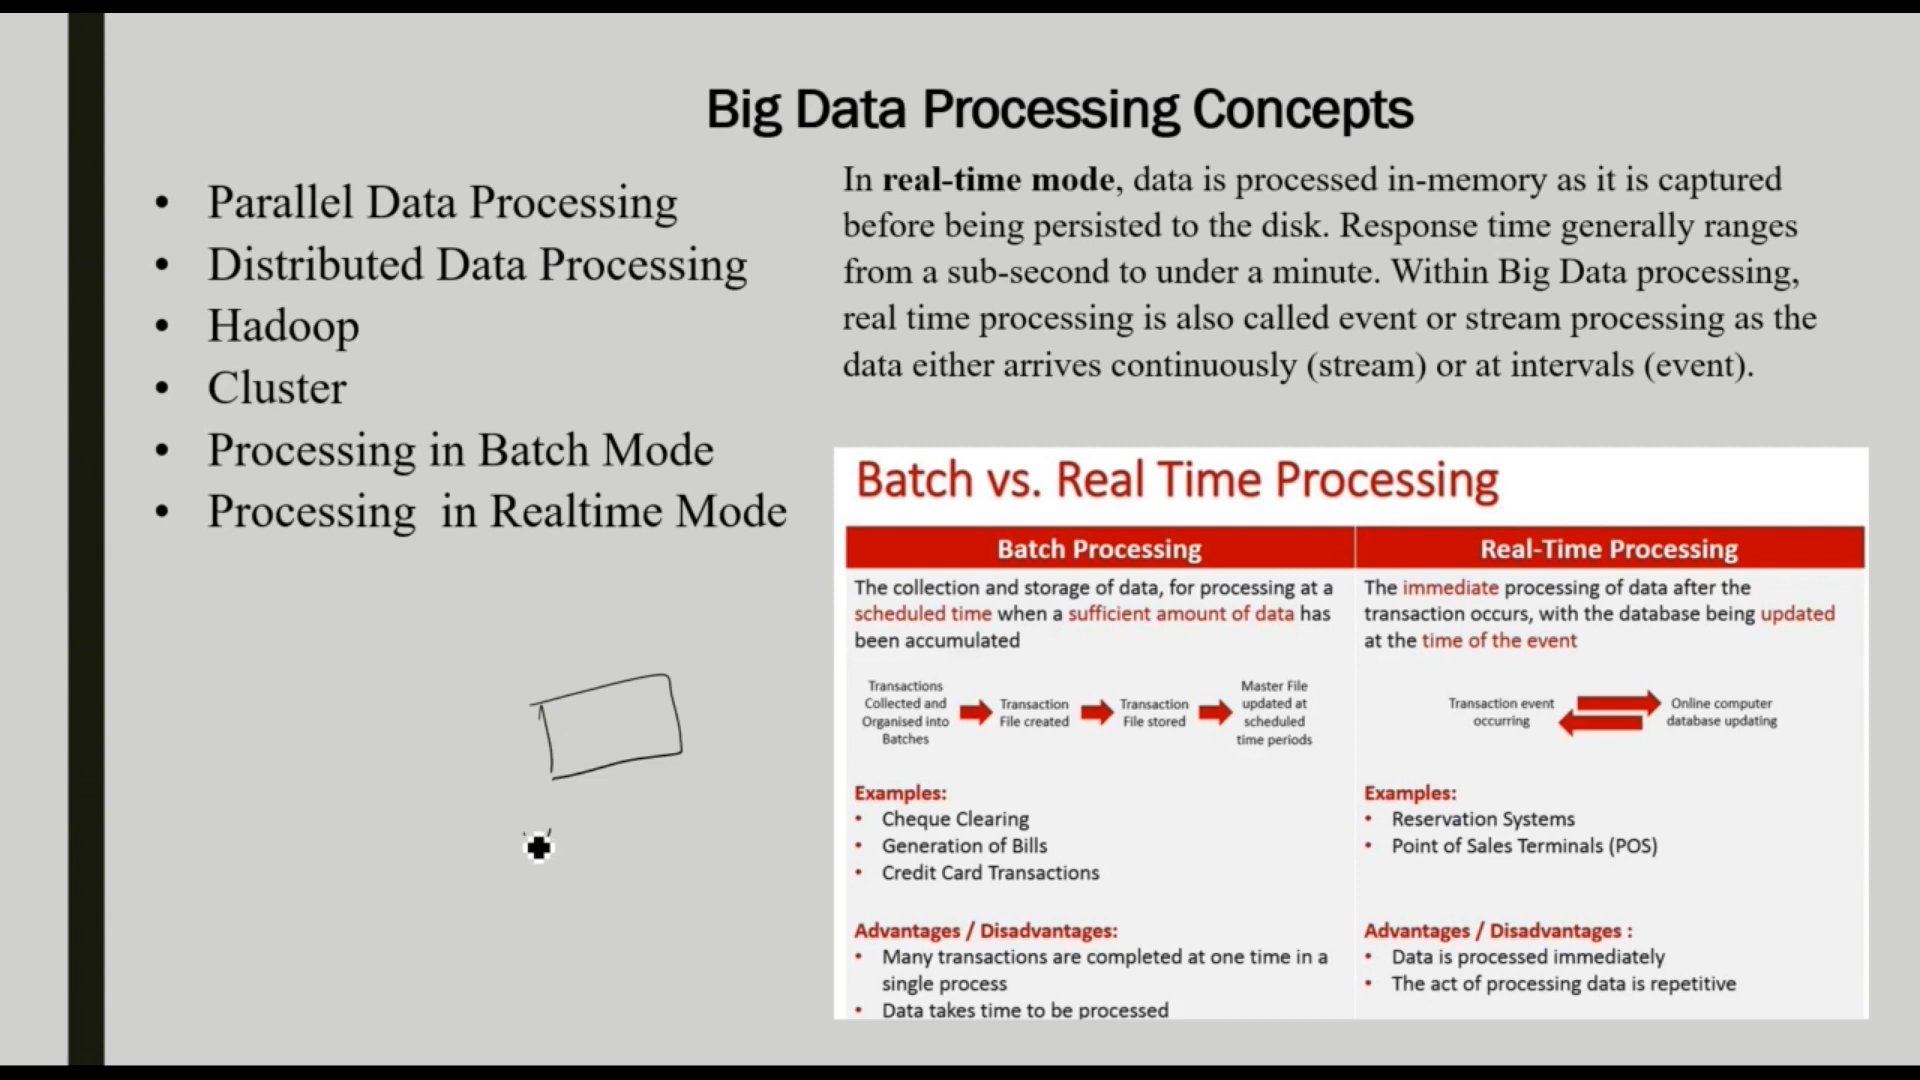 Big Data Processing Concepts
• Parallel Data Processing
• Distributed Data Processing
• Hadoop
• Cluster
• Processing in Batch Mode
• Processing in Realtime Mode
In real-time mode, data is processed in-memory as it is captured
before being persisted to the disk. Response time generally ranges
from a sub-second to under a minute. Within Big Data processing,
real time processing is also called event or stream processing as the
data either arrives continuously (stream) or at intervals (event).
Batch vs. Real Time Processing
Batch Processing
The collection and storage of data, for processing at a
scheduled time when a sufficient amount of data has
been accumulated
Transactions
Collected and
Organised into
Batches
Transaction
File created
Transaction
File stored
Master File
updated at
scheduled
time periods
Examples:
• Cheque Clearing
• Generation of Bills
• Credit Card Transactions
Advantages / Disadvantages:
• Many transactions are completed at one time in a
single process
• Data takes time to be processed
Real-Time Processing
The immediate processing of data after the
transaction occurs, with the database being updated
at the time of the event
Transaction event
occurring
Online computer
database updating
Examples:
• Reservation Systems
• Point of Sales Terminals (POS)
Advantages / Disadvantages :
• Data is processed immediately
• The act of processing data is repetitive